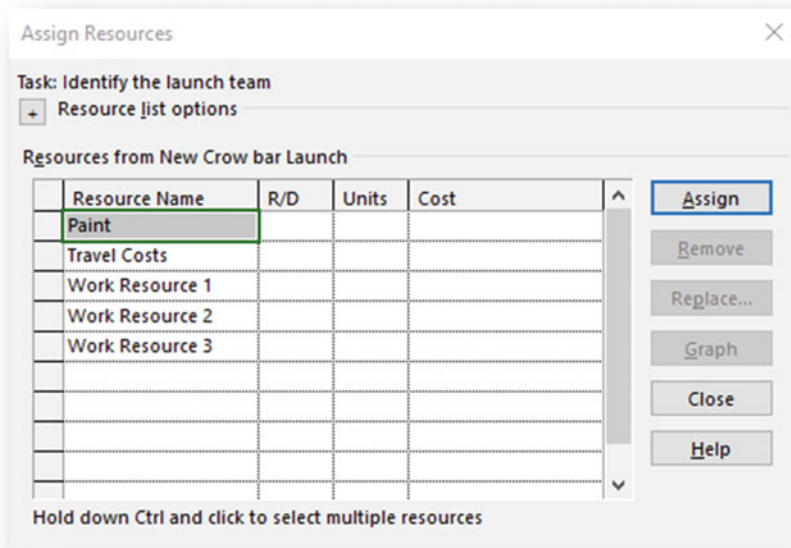 Assign Resources
Task: Identify the launch team
+ Resource list options
Resources from New Crow bar Launch
Resource Name R/D Units Cost
Paint
Travel Costs
Work Resource 1
Work Resource 2
Work Resource 3
Assign
Remove
Replace...
Graph
Close
Help
Hold down Ctrl and click to select multiple resources